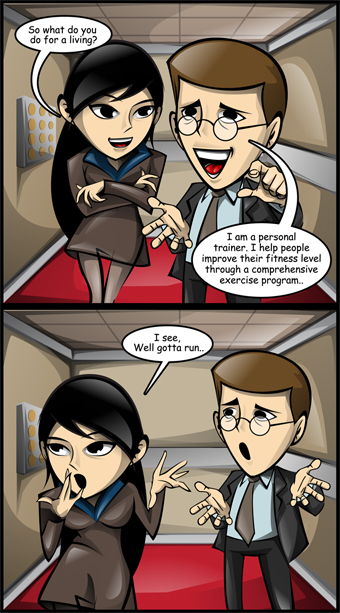 So what do you
do for a living?
I am a personal
trainer. I help people
improve their fitness level
through a comprehensive
exercise program..
I see,
Well gotta run..